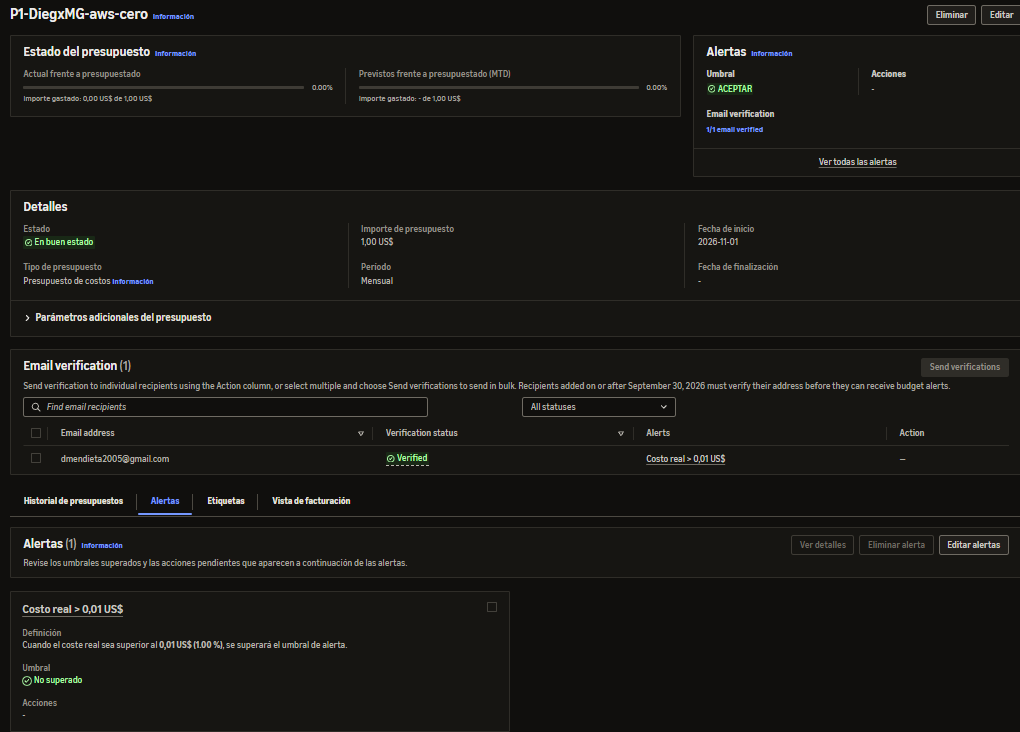 P1-DiegxMG-aws-cero Información
Eliminar
Editar
Estado del presupuesto Información
Actual frente a presupuestado
0.00%
Importe gastado: 0,00 US$ de 1,00 US$
Previstos frente a presupuestado (MTD)
0.00%
Importe gastado: - de 1,00 US$
Alertas Información
Umbral
ACEPTAR
Acciones
-
Email verification
1/1 email verified
Ver todas las alertas
Detalles
Estado
En buen estado
Importe de presupuesto
1,00 US$
Fecha de inicio
2026-11-01
Tipo de presupuesto
Presupuesto de costos Información
Período
Mensual
Fecha de finalización
-
Parámetros adicionales del presupuesto
Email verification (1)
Send verifications
Send verification to individual recipients using the Action column, or select multiple and choose Send verifications to send in bulk. Recipients added on or after September 30, 2026 must verify their address before they can receive budget alerts.
Find email recipients
All statuses
Email address
Verification status
Alerts
Action
dmendieta2005@gmail.com
Verified
Costo real > 0,01 US$
–
Historial de presupuestos
Alertas
Etiquetas
Vista de facturación
Alertas (1) Información
Ver detalles
Eliminar alerta
Editar alertas
Revise los umbrales superados y las acciones pendientes que aparecen a continuación de las alertas.
Costo real > 0,01 US$
Definición
Cuando el coste real sea superior al 0,01 US$ (1.00 %), se superará el umbral de alerta.
Umbral
No superado
Acciones
-